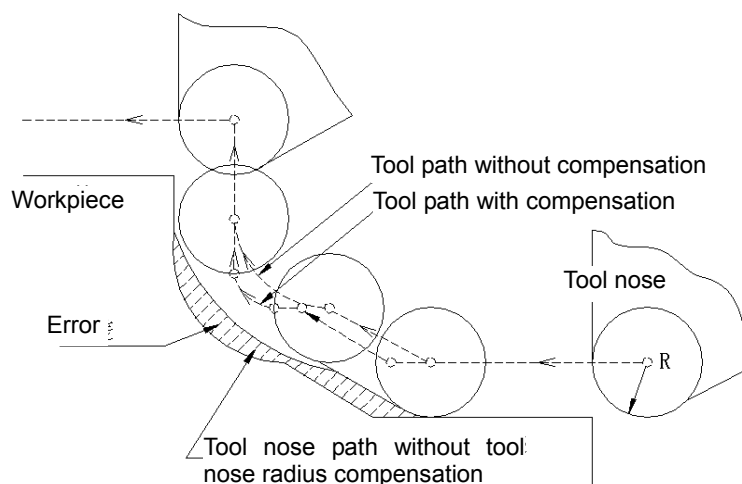 Tool path without compensation
Workpiece
Tool path with compensation
Tool nose
Error
R
Tool nose path without tool
nose radius compensation